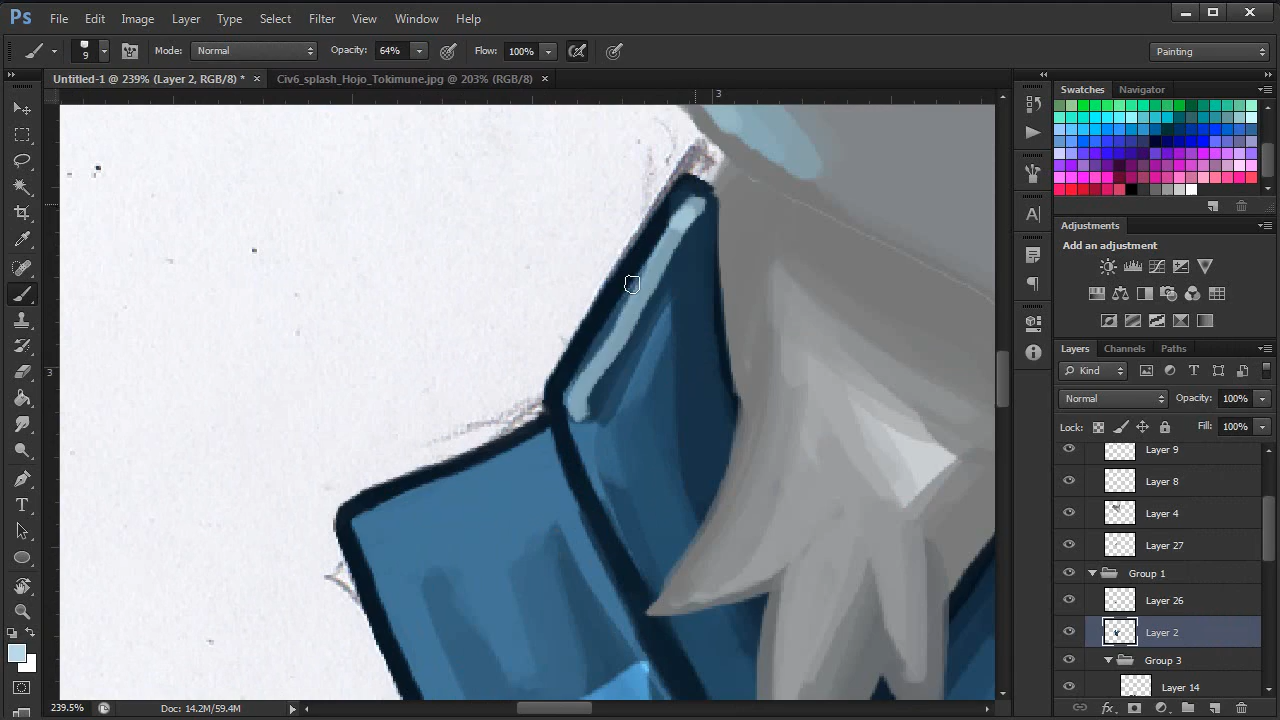 Ps File Edit Image Layer Type Select Filter View Window Help
9 Mode: Normal Opacity: 64% Flow: 100% Painting
Untitled-1 @ 239% (Layer 2, RGB/8) * × Civ6_splash_Hojo_Tokimune.jpg @ 203% (RGB/8) ×
3
3
Swatches Navigator
Adjustments
Add an adjustment
Layers Channels Paths
Kind
Normal Opacity: 100%
Lock: Fill: 100%
Layer 9
Layer 8
Layer 4
Layer 27
Group 1
Layer 26
Layer 2
Group 3
Layer 14
239.5% Doc: 14.2M/59.4M